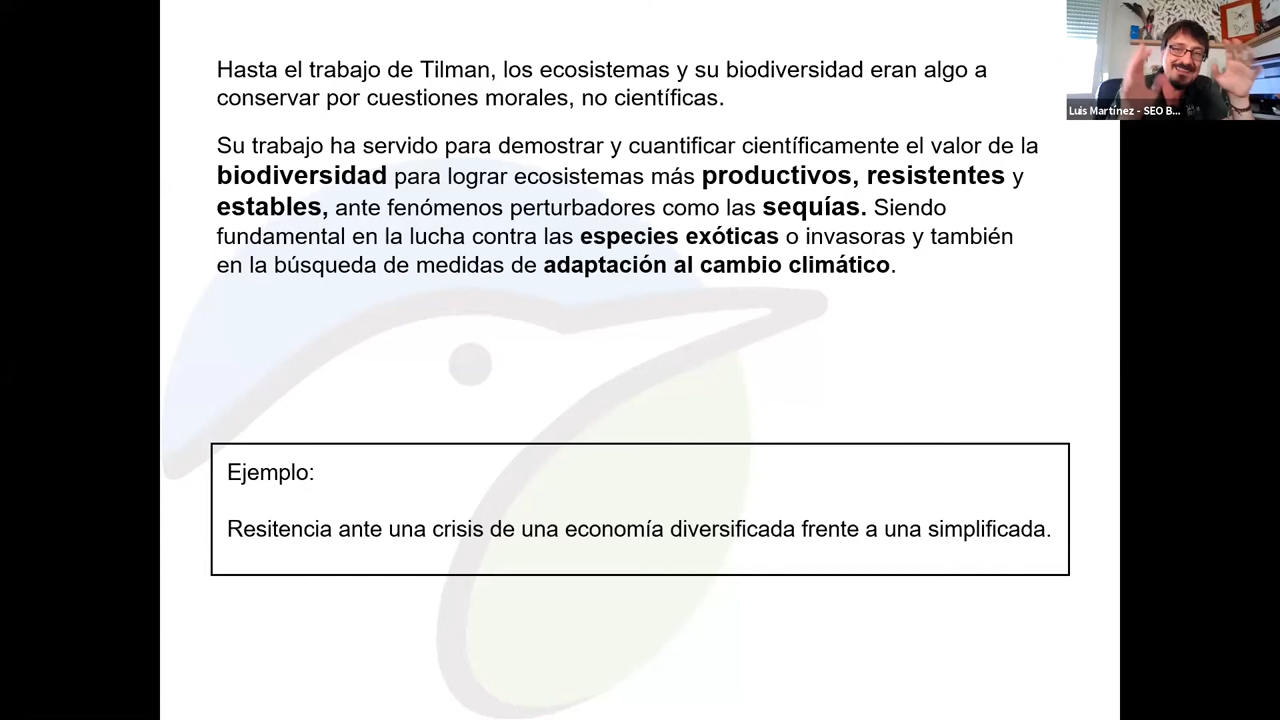 Hasta el trabajo de Tilman, los ecosistemas y su biodiversidad eran algo a
conservar por cuestiones morales, no científicas.
Su trabajo ha servido para demostrar y cuantificar científicamente el valor de la
biodiversidad para lograr ecosistemas más productivos, resistentes y
estables, ante fenómenos perturbadores como las sequías. Siendo
fundamental en la lucha contra las especies exóticas o invasoras y también
en la búsqueda de medidas de adaptación al cambio climático.
Ejemplo:
Resitencia ante una crisis de una economía diversificada frente a una simplificada.
Luis Martínez - SEO B...